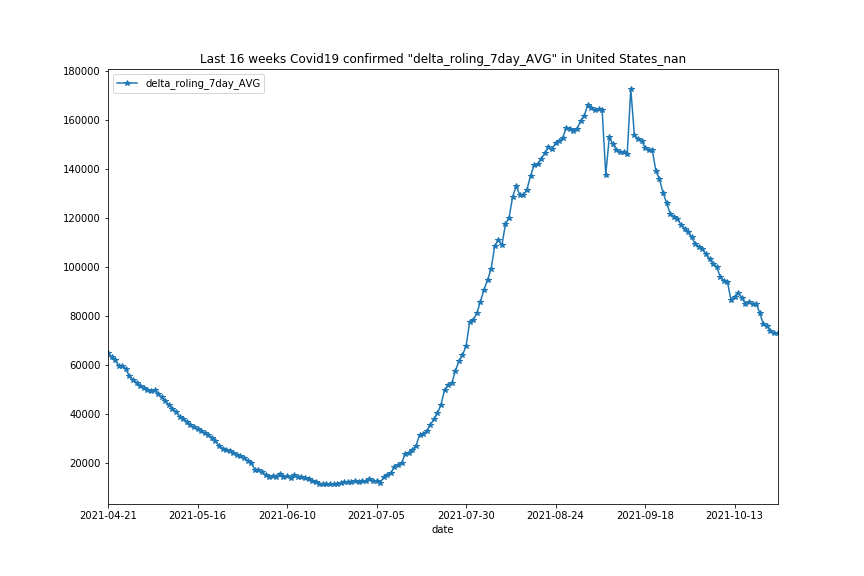 Last 16 weeks Covid19 confirmed "delta_roling_7day_AVG" in United States_nan
delta_roling_7day_AVG
180000
160000
140000
120000
100000
80000
60000
40000
20000
2021-04-21 2021-05-16 2021-06-10 2021-07-05 2021-07-30 2021-08-24 2021-09-18 2021-10-13
date